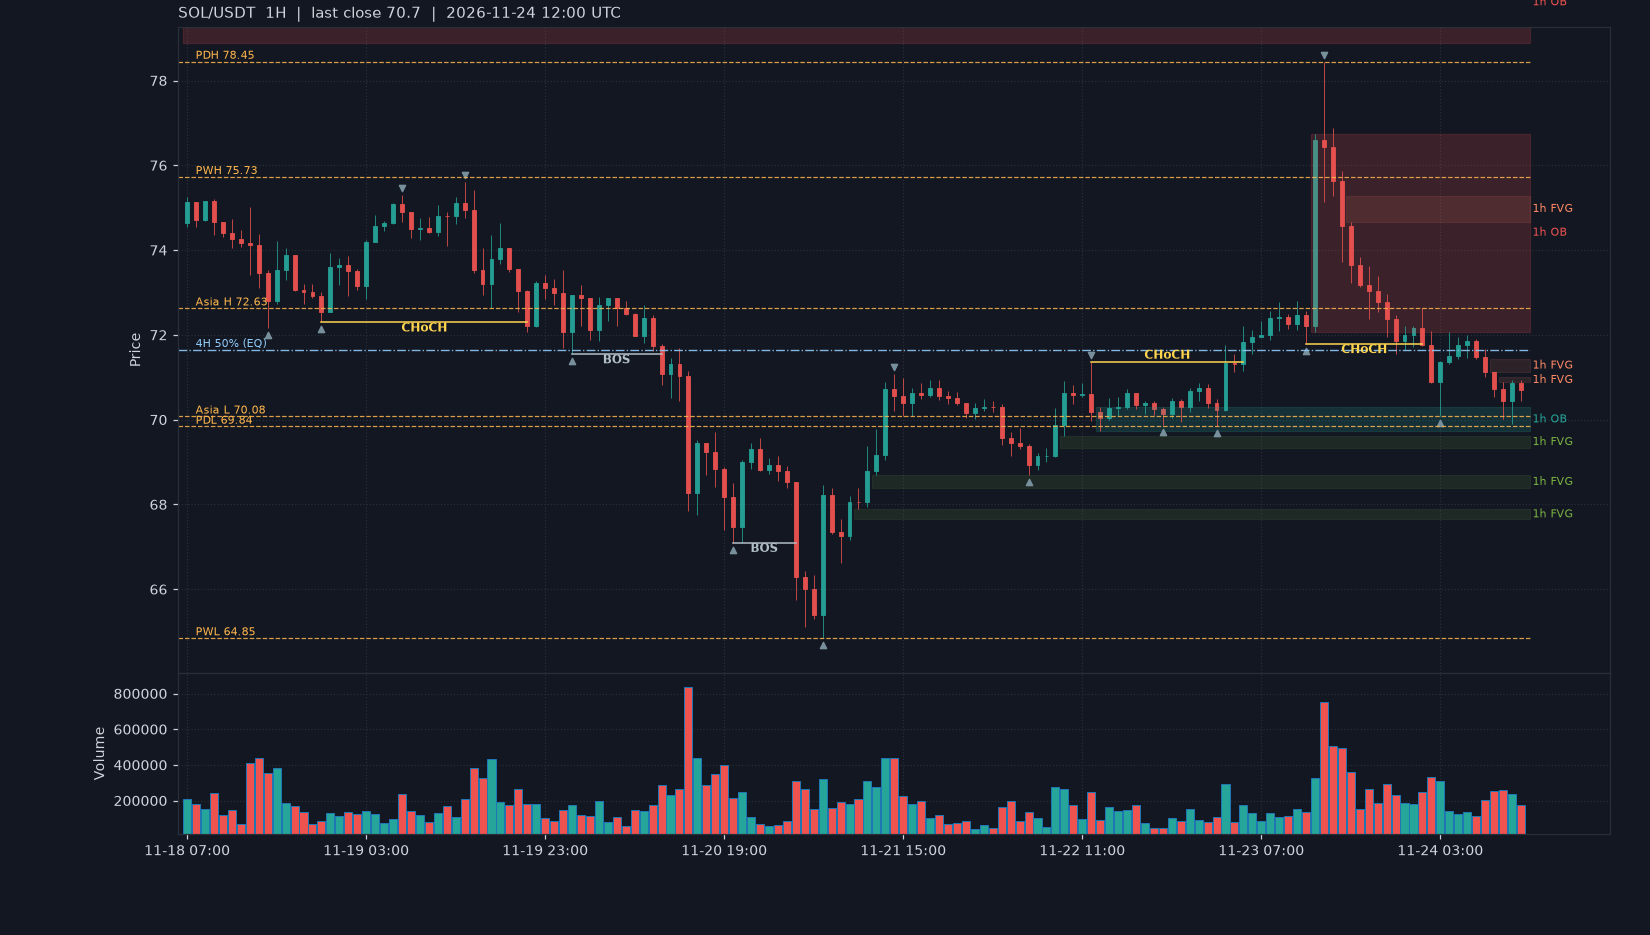 SOL/USDT 1H | last close 70.7 | 2026-11-24 12:00 UTC
1h OB
PDH 78.45
78
PWH 75.73
76
1h FVG
1h OB
74
Asia H 72.63
CHoCH
72
4H 50% (EQ)
BOS
CHoCH
CHoCH
1h FVG
1h FVG
Price
Asia L 70.08
PDL 69.84
70
1h OB
1h FVG
1h FVG
68
1h FVG
BOS
66
PWL 64.85
800000
600000
400000
200000
Volume
11-18 07:00
11-19 03:00
11-19 23:00
11-20 19:00
11-21 15:00
11-22 11:00
11-23 07:00
11-24 03:00